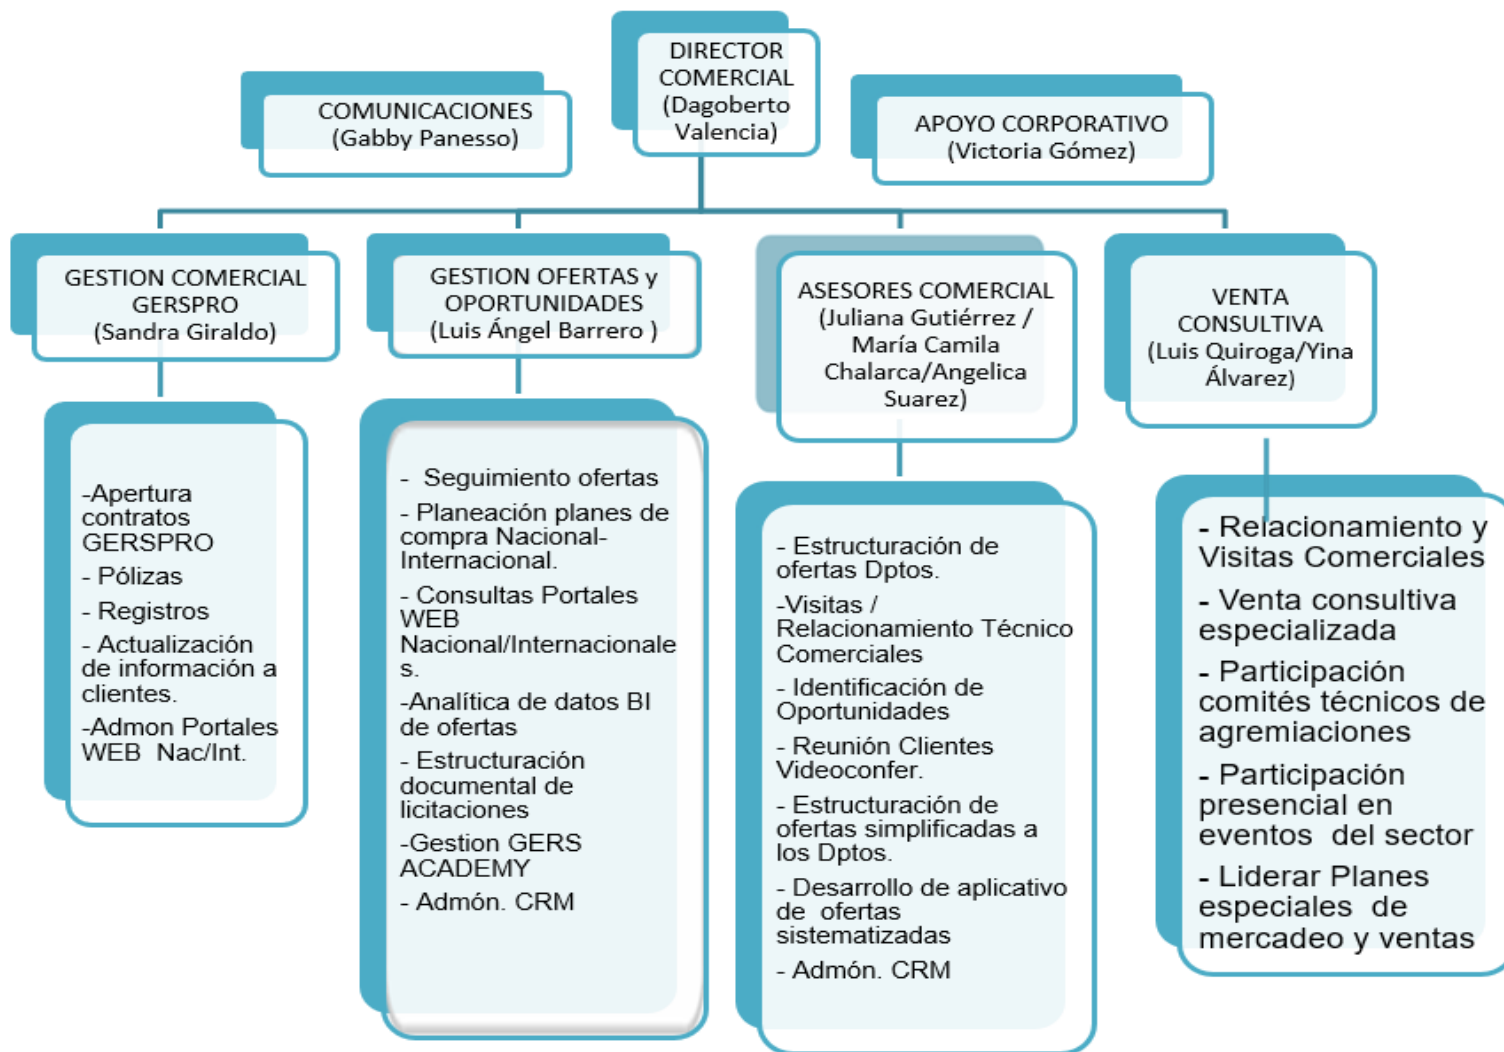 DIRECTOR
COMERCIAL
(Dagoberto
Valencia)
COMUNICACIONES
(Gabby Panesso)
APOYO CORPORATIVO
(Victoria Gómez)
GESTION COMERCIAL
GERSPRO
(Sandra Giraldo)
GESTION OFERTAS y
OPORTUNIDADES
(Luis Ángel Barrero )
ASESORES COMERCIAL
(Juliana Gutiérrez /
María Camila
Chalarca/Angelica
Suarez)
VENTA
CONSULTIVA
(Luis Quiroga/Yina
Álvarez)
-Apertura
contratos
GERSPRO
- Pólizas
- Registros
- Actualización
de información a
clientes.
-Admon Portales
WEB  Nac/Int.
-  Seguimiento ofertas
- Planeación planes de
compra Nacional-
Internacional.
- Consultas Portales
WEB
Nacional/Internacionale
s.
-Analítica de datos BI
de ofertas
- Estructuración
documental de
licitaciones
-Gestion GERS
ACADEMY
- Admón. CRM
- Estructuración de
ofertas Dptos.
-Visitas /
Relacionamiento Técnico
Comerciales
- Identificación de
Oportunidades
- Reunión Clientes
Videoconfer.
- Estructuración de
ofertas simplificadas a
los Dptos.
- Desarrollo de aplicativo
de  ofertas
sistematizadas
- Admón. CRM
- Relacionamiento y
Visitas Comerciales
- Venta consultiva
especializada
- Participación
comités técnicos de
agremiaciones
- Participación
presencial en
eventos  del sector
- Liderar Planes
especiales  de
mercadeo y ventas